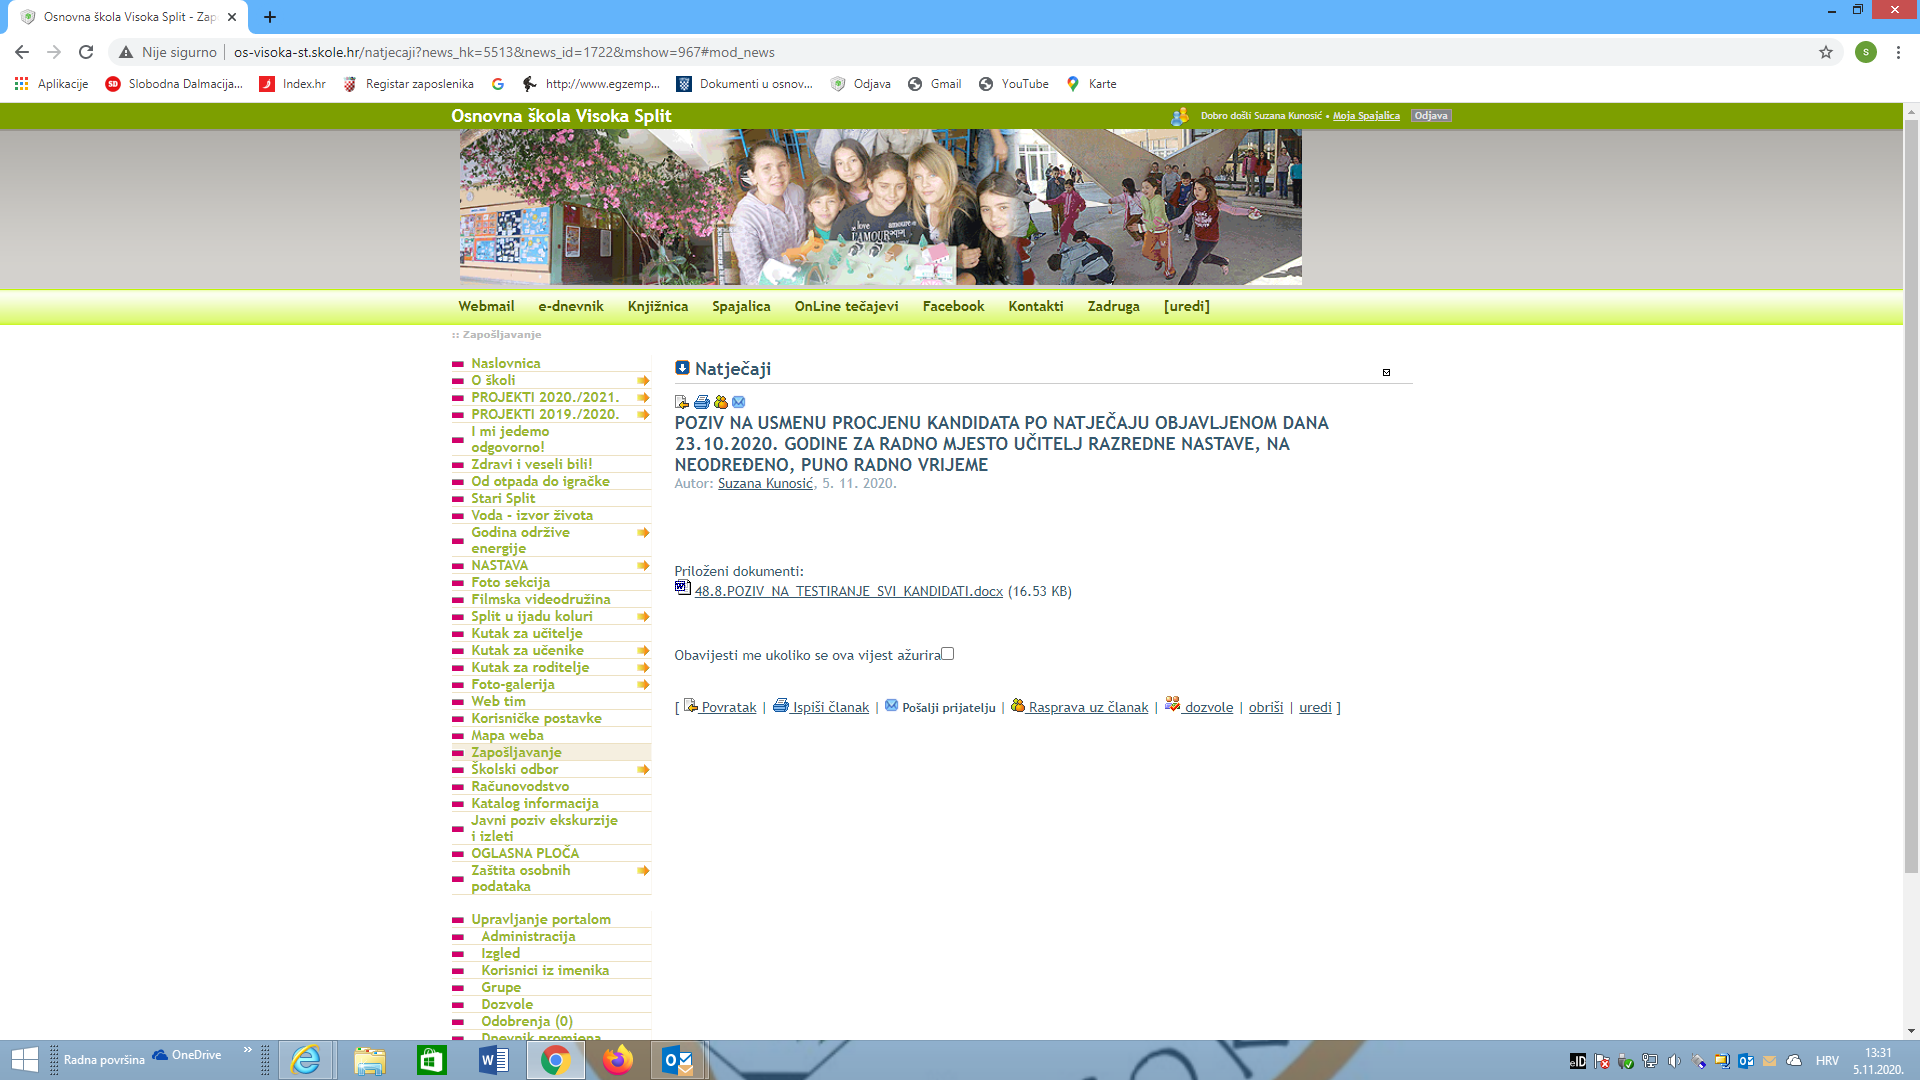 Osnovna škola Visoka Split - Zap
Nije sigurno
os-visoka-st.skole.hr/natjecaji?news_hk=5513&news_id=1722&mshow=967#mod_news
S
Aplikacije
Slobodna Dalmacija...
Index.hr
Registar zaposlenika
http://www.egzemp...
Dokumenti u osnov...
Odjava
Gmail
YouTube
Karte
Osnovna škola Visoka Split
Dobro došli Suzana Kunosić • Moja Spajalica
Odjava
Webmail
e-dnevnik
Knjižnica
Spajalica
OnLine tečajevi
Facebook
Kontakti
Zadruga
[uredi]
:: Zapošljavanje
Naslovnica
O školi
PROJEKTI 2020./2021.
PROJEKTI 2019./2020.
I mi jedemo
odgovorno!
Zdravi i veseli bili!
Od otpada do igračke
Stari Split
Voda - izvor života
Godina održive
energije
NASTAVA
Foto sekcija
Filmska videodružina
Split u ijadu koluri
Kutak za učitelje
Kutak za učenike
Kutak za roditelje
Foto-galerija
Web tim
Korisničke postavke
Mapa weba
Zapošljavanje
Školski odbor
Računovodstvo
Katalog informacija
Javni poziv ekskurzije
i izleti
OGLASNA PLOČA
Zaštita osobnih
podataka
Upravljanje portalom
Administracija
Izgled
Korisnici iz imenika
Grupe
Dozvole
Odobrenja (0)
Dnevnik promjena
Natječaji
POZIV NA USMENU PROCJENU KANDIDATA PO NATJEČAJU OBJAVLJENOM DANA
23.10.2020. GODINE ZA RADNO MJESTO UČITELJ RAZREDNE NASTAVE, NA
NEODREĐENO, PUNO RADNO VRIJEME
Autor: Suzana Kunosić, 5. 11. 2020.
Priloženi dokumenti:
48.8.POZIV_NA_TESTIRANJE_SVI_KANDIDATI.docx (16.53 KB)
Obavijesti me ukoliko se ova vijest ažurira
[ Povratak | Ispiši članak | Pošalji prijatelju | Rasprava uz članak | dozvole | obriši | uredi ]
Radna površina
OneDrive
eID
HRV
13:31
5.11.2020.